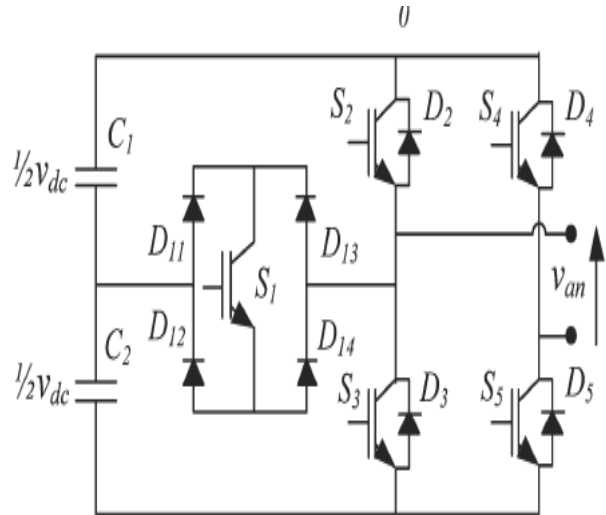 0
S2
D2
S4
D4
C1
½vdc
D11
D13
S1
van
D12
D14
C2
½vdc
S3
D3
S5
D5